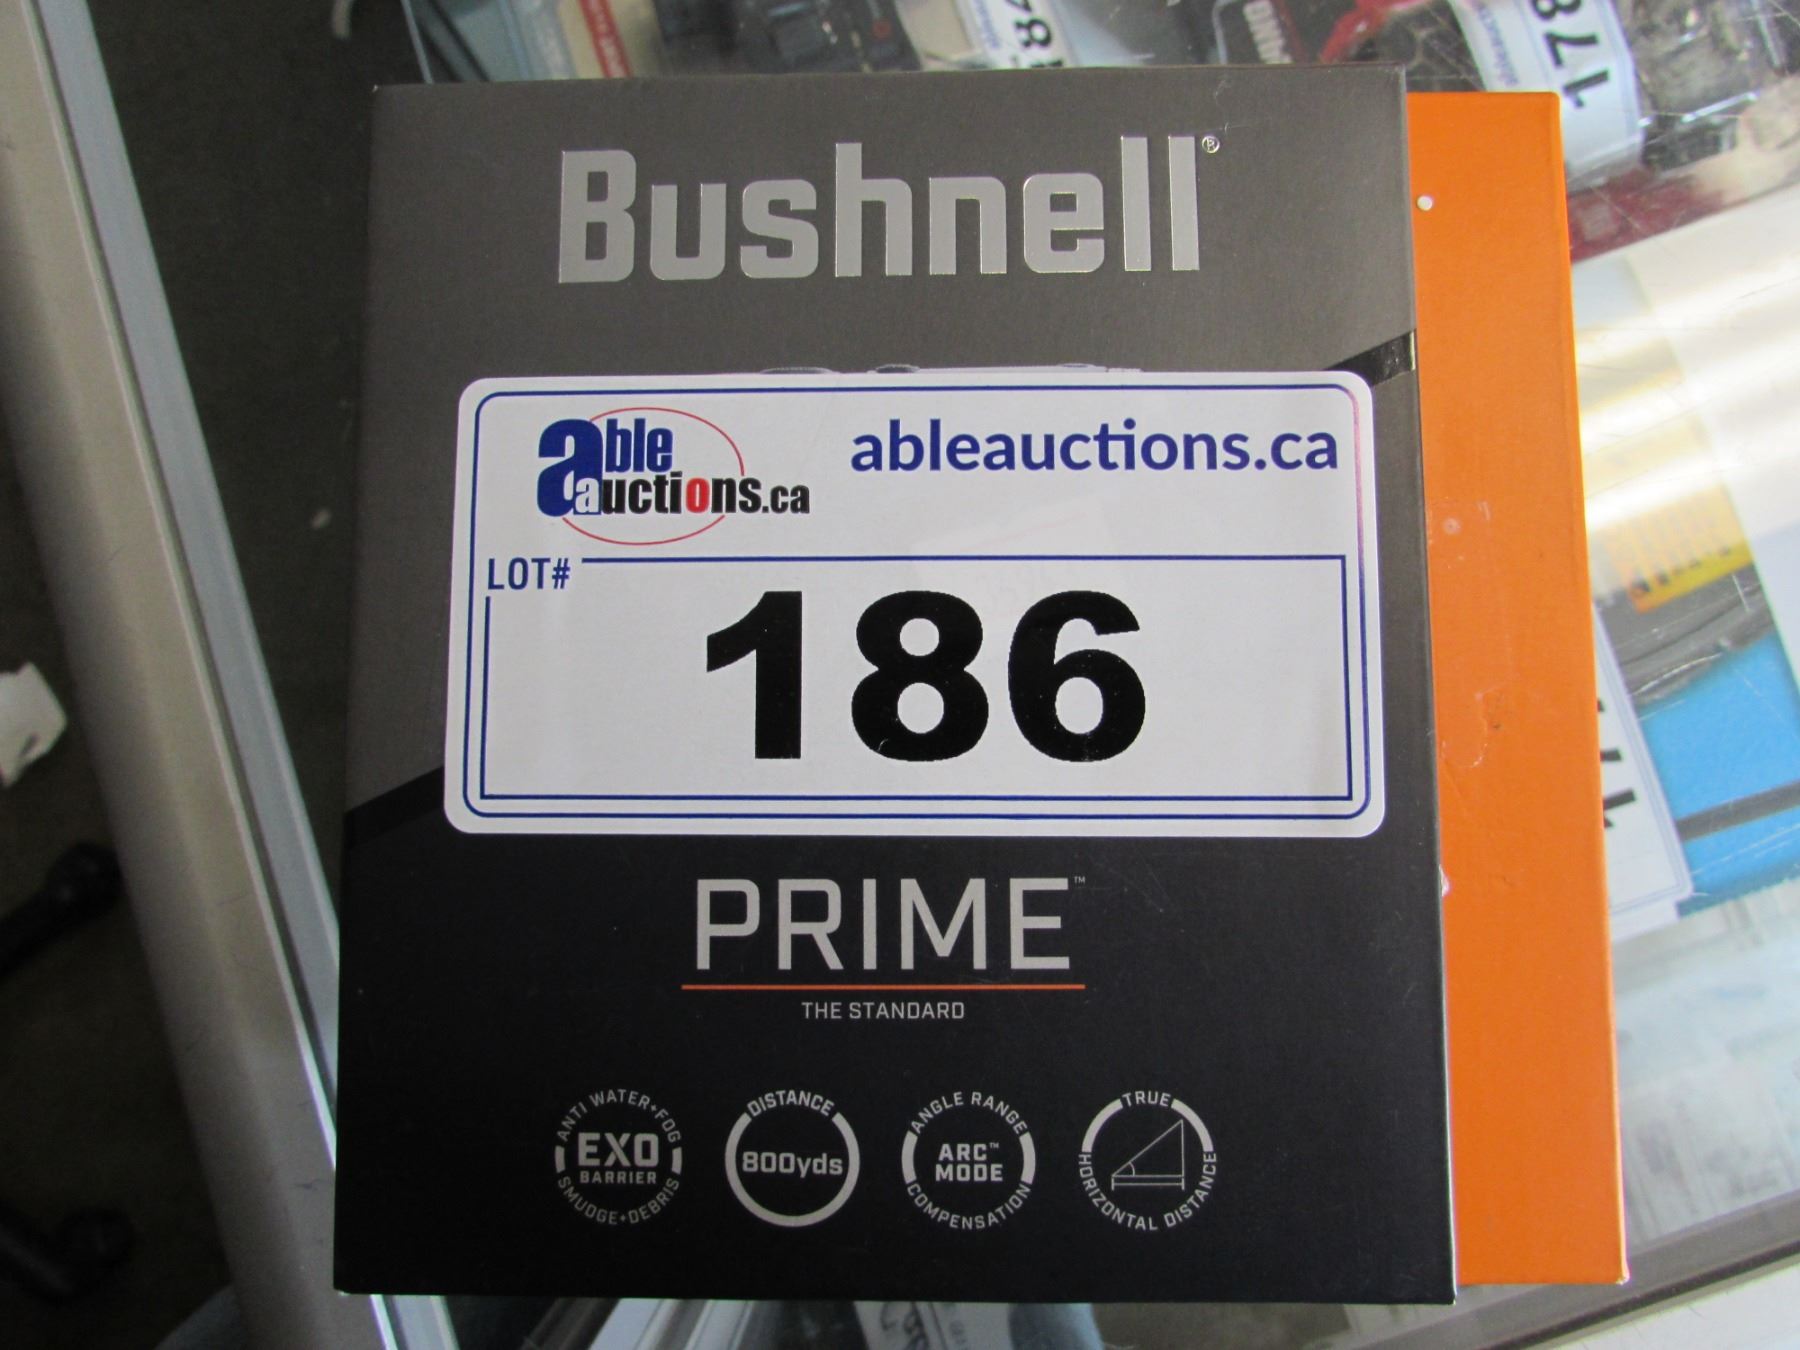 Bushnell®
able
auctions.ca
ableauctions.ca
LOT#
186
PRIME™
THE STANDARD
ANTI WATER+FOG
EXO
BARRIER
SMUDGE+DEBRIS
DISTANCE
800yds
ANGLE RANGE
ARC™
MODE
COMPENSATION
TRUE
HORIZONTAL DISTANCE
178